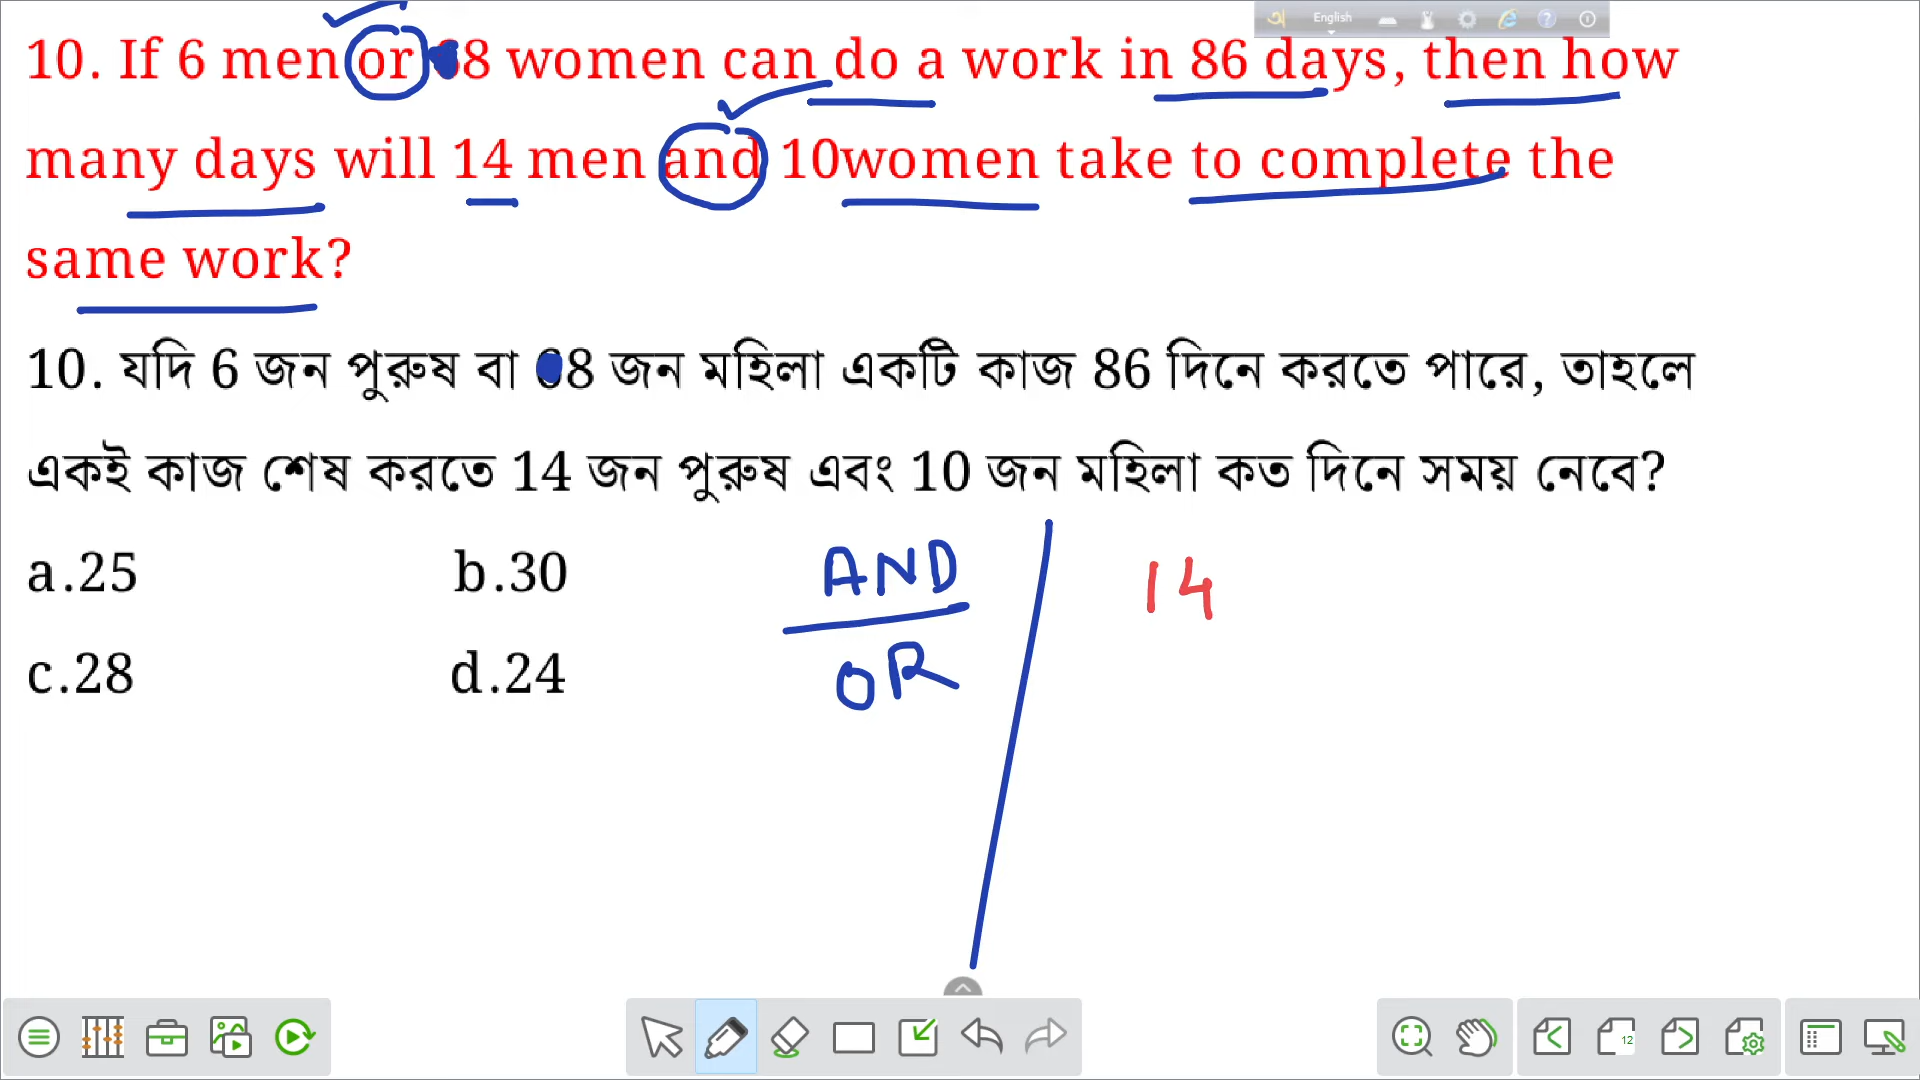 English
10. If 6 men or 8 women can do a work in 86 days, then how
many days will 14 men and 10women take to complete the
same work?
10. যদি 6 জন পুরুষ বা 8 জন মহিলা একটি কাজ 86 দিনে করতে পারে, তাহলে
একই কাজ শেষ করতে 14 জন পুরুষ এবং 10 জন মহিলা কত দিনে সময় নেবে?
a.25 b.30
c.28 d.24
AND
OR
14
12